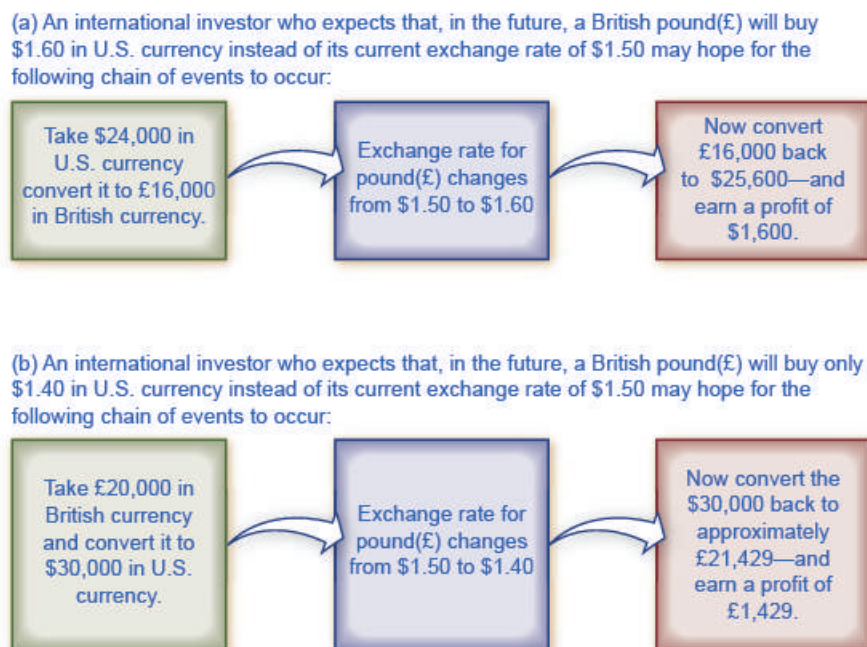 (a) An international investor who expects that, in the future, a British pound(£) will buy
$1.60 in U.S. currency instead of its current exchange rate of $1.50 may hope for the
following chain of events to occur:
Take $24,000 in
U.S. currency
convert it to £16,000
in British currency.
Exchange rate for
pound(£) changes
from $1.50 to $1.60
Now convert
£16,000 back
to $25,600—and
earn a profit of
$1,600.
(b) An international investor who expects that, in the future, a British pound(£) will buy only
$1.40 in U.S. currency instead of its current exchange rate of $1.50 may hope for the
following chain of events to occur:
Take £20,000 in
British currency
and convert it to
$30,000 in U.S.
currency.
Exchange rate for
pound(£) changes
from $1.50 to $1.40
Now convert the
$30,000 back to
approximately
£21,429—and
earn a profit of
£1,429.